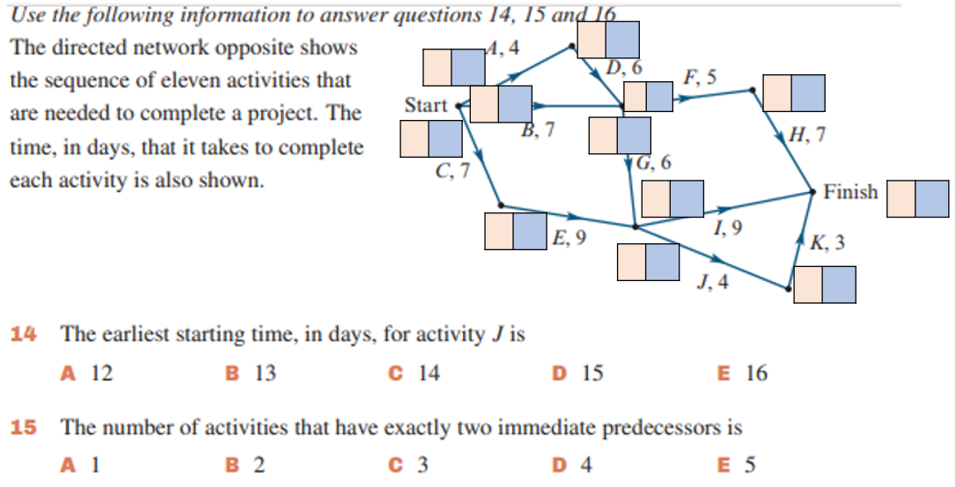 Use the following information to answer questions 14, 15 and 16
The directed network opposite shows
the sequence of eleven activities that
are needed to complete a project. The
time, in days, that it takes to complete
each activity is also shown.
A, 4
D, 6
F, 5
Start
B, 7
H, 7
C, 7
G, 6
Finish
E, 9
I, 9
K, 3
J, 4
14 The earliest starting time, in days, for activity J is
A 12 B 13 C 14 D 15 E 16
15 The number of activities that have exactly two immediate predecessors is
A 1 B 2 C 3 D 4 E 5